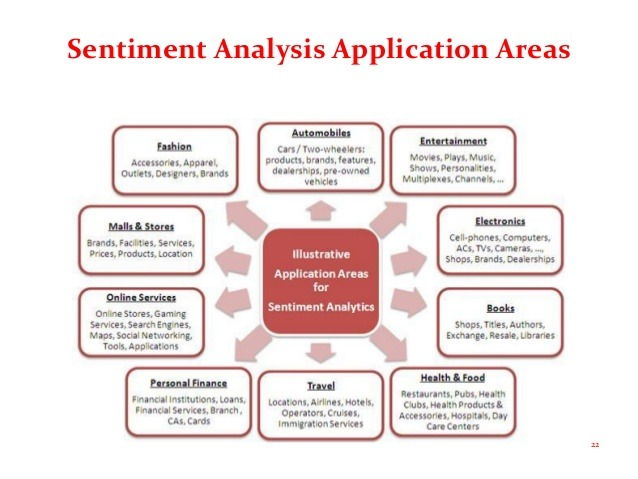 Sentiment Analysis Application Areas
Fashion
Accessories, Apparel,
Outlets, Designers, Brands
Automobiles
Cars / Two-wheelers:
products, brands, features,
dealerships, pre-owned
vehicles
Entertainment
Movies, Plays, Music,
Shows, Personalities,
Multiplexes, Channels, ...
Malls & Stores
Brands, Facilities, Services,
Prices, Products, Location
Illustrative
Application Areas
for
Sentiment Analytics
Electronics
Cell-phones, Computers,
ACs, TVs, Cameras, ...,
Shops, Brands, Dealerships
Online Services
Online Stores, Gaming
Services, Search Engines,
Maps, Social Networking,
Tools, Applications
Books
Shops, Titles, Authors,
Exchange, Resale, Libraries
Personal Finance
Financial Institutions, Loans,
Financial Services, Branch,
CAs, Cards
Travel
Locations, Airlines, Hotels,
Operators, Cruises,
Immigration Services
Health & Food
Restaurants, Pubs, Health
Clubs, Health Products &
Accessories, Hospitals, Day
Care Centers
22